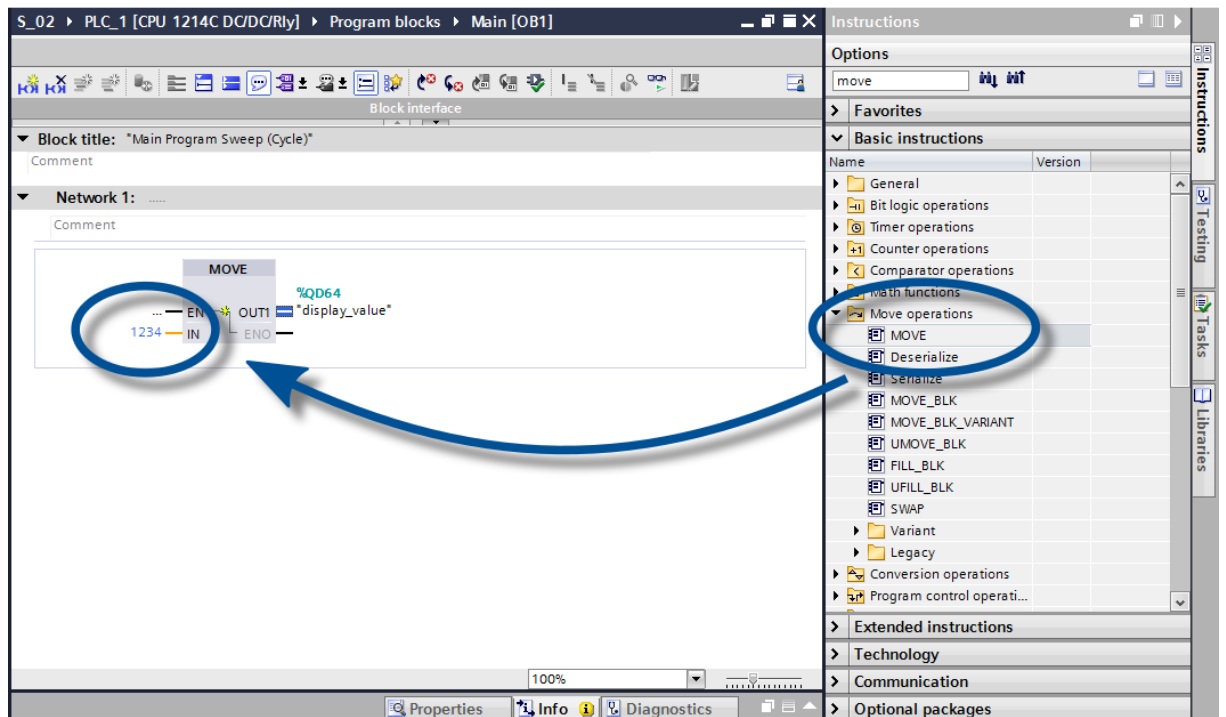 S_02 ▸ PLC_1 [CPU 1214C DC/DC/Rly] ▸ Program blocks ▸ Main [OB1]
Block interface
Block title: "Main Program Sweep (Cycle)"
Comment
Network 1: .....
Comment
MOVE
%QD64
... EN OUT1 "display_value"
1234 IN ENO
100%
Properties Info Diagnostics
Instructions
Options
move
Favorites
Basic instructions
Name Version
General
Bit logic operations
Timer operations
Counter operations
Comparator operations
Math functions
Move operations
MOVE
Deserialize
Serialize
MOVE_BLK
MOVE_BLK_VARIANT
UMOVE_BLK
FILL_BLK
UFILL_BLK
SWAP
Variant
Legacy
Conversion operations
Program control operati...
Extended instructions
Technology
Communication
Optional packages
Instructions
Testing
Tasks
Libraries